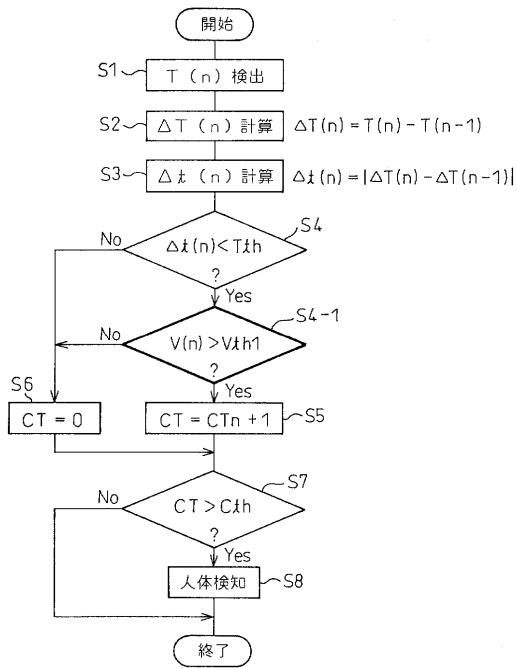 開始
S1
T(n)検出
S2
ΔT(n)計算 ΔT(n)=T(n)-T(n-1)
S3
Δt(n)計算 Δt(n)=|ΔT(n)-ΔT(n-1)|
S4
No
Δt(n)<Tth
?
Yes
S4-1
No
V(n)>Vth1
?
Yes
S6
CT=0
CT=CTn+1
S5
S7
No
CT>Cth
?
Yes
人体検知
S8
終了